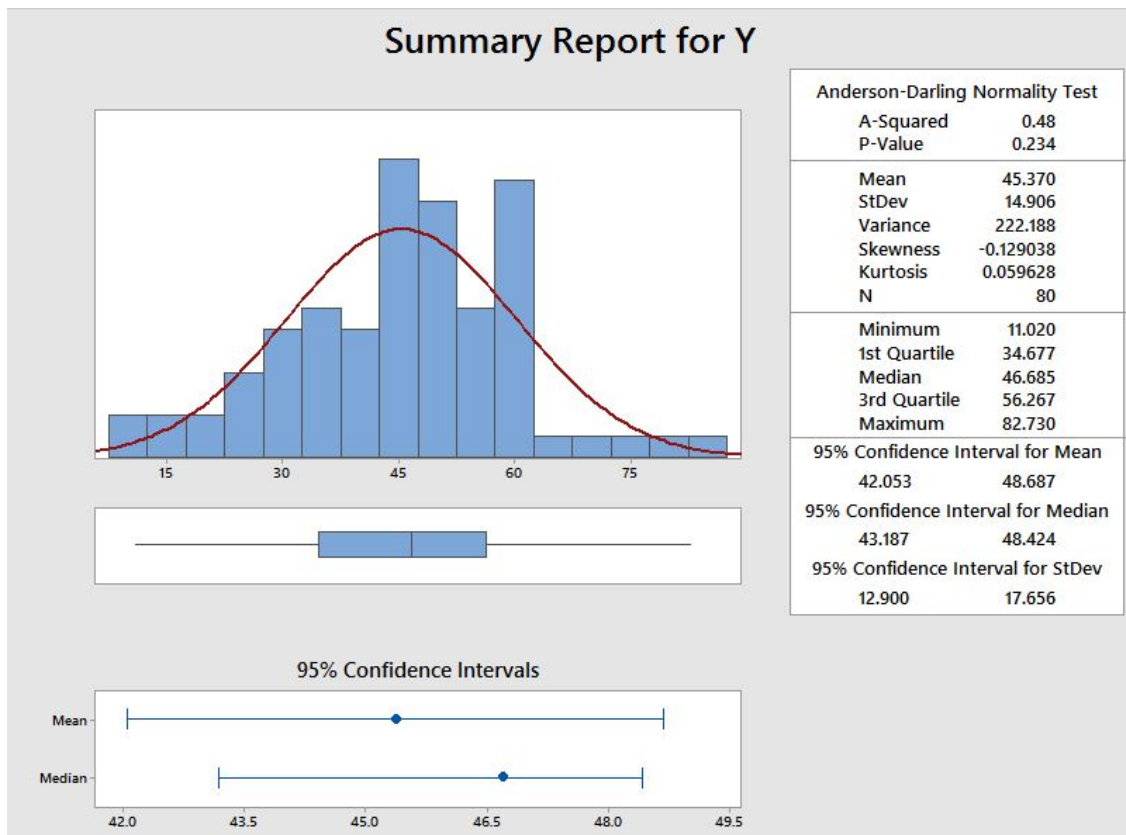 Summary Report for Y
15 30 45 60 75
Anderson-Darling Normality Test
A-Squared 0.48
P-Value 0.234
Mean 45.370
StDev 14.906
Variance 222.188
Skewness -0.129038
Kurtosis 0.059628
N 80
Minimum 11.020
1st Quartile 34.677
Median 46.685
3rd Quartile 56.267
Maximum 82.730
95% Confidence Interval for Mean
42.053 48.687
95% Confidence Interval for Median
43.187 48.424
95% Confidence Interval for StDev
12.900 17.656
95% Confidence Intervals
Mean
Median
42.0 43.5 45.0 46.5 48.0 49.5